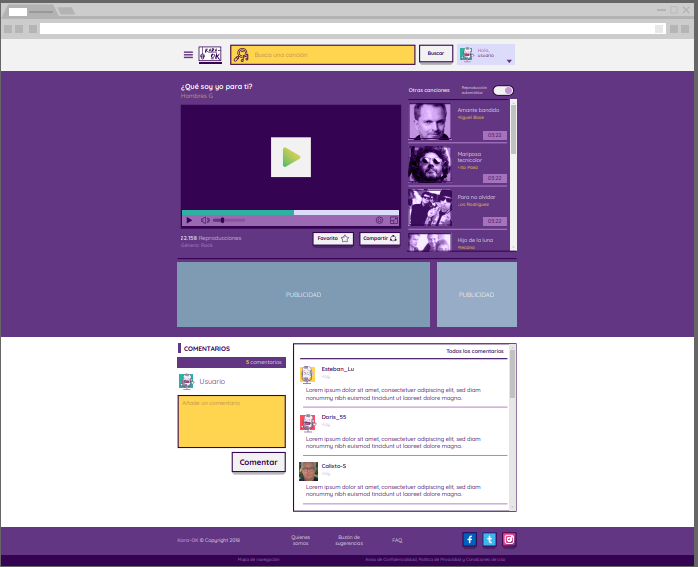 KARA-
OK
Busca una canción
Buscar
Hola,
usuario
¿Qué soy yo para ti?
Hombres G
Otras canciones
Reproducción
automática
Amante bandido
Miguel Bose
03:22
Mariposa
tecnicolor
Fito Páez
03:22
Para no olvidar
Los Rodríguez
03:22
Hijo de la luna
Mecano
22.158 Reproducciones
Género: Rock
Favorito
Compartir
PUBLICIDAD
PUBLICIDAD
COMENTARIOS
5 comentarios
Usuario
Añade un comentario
Comentar
Todos los comentarios
Esteban_Lu
Lorem ipsum dolor sit amet, consectetuer adipiscing elit, sed diam
nonummy nibh euismod tincidunt ut laoreet dolore magna.
Doris_55
Lorem ipsum dolor sit amet, consectetuer adipiscing elit, sed diam
nonummy nibh euismod tincidunt ut laoreet dolore magna.
Calisto-S
Lorem ipsum dolor sit amet, consectetuer adipiscing elit, sed diam
nonummy nibh euismod tincidunt ut laoreet dolore magna.
Kara-OK © Copyright 2018
Quienes
somos
Buzón de
sugerencias
FAQ
Mapa de navegación
Aviso de Confidencialidad, Política de Privacidad y Condiciones de Uso